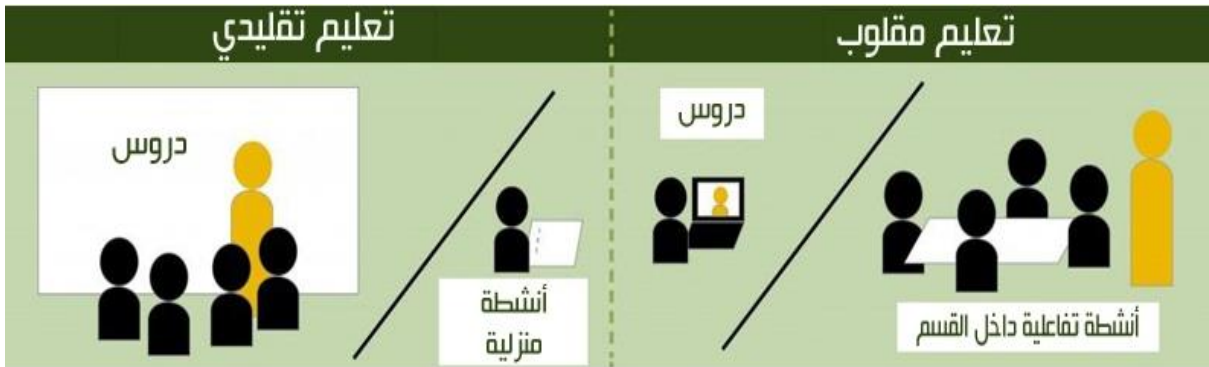 تعليم مقلوب
تعليم تقليدي
دروس
أنشطة تفاعلية داخل القسم
دروس
أنشطة
منزلية